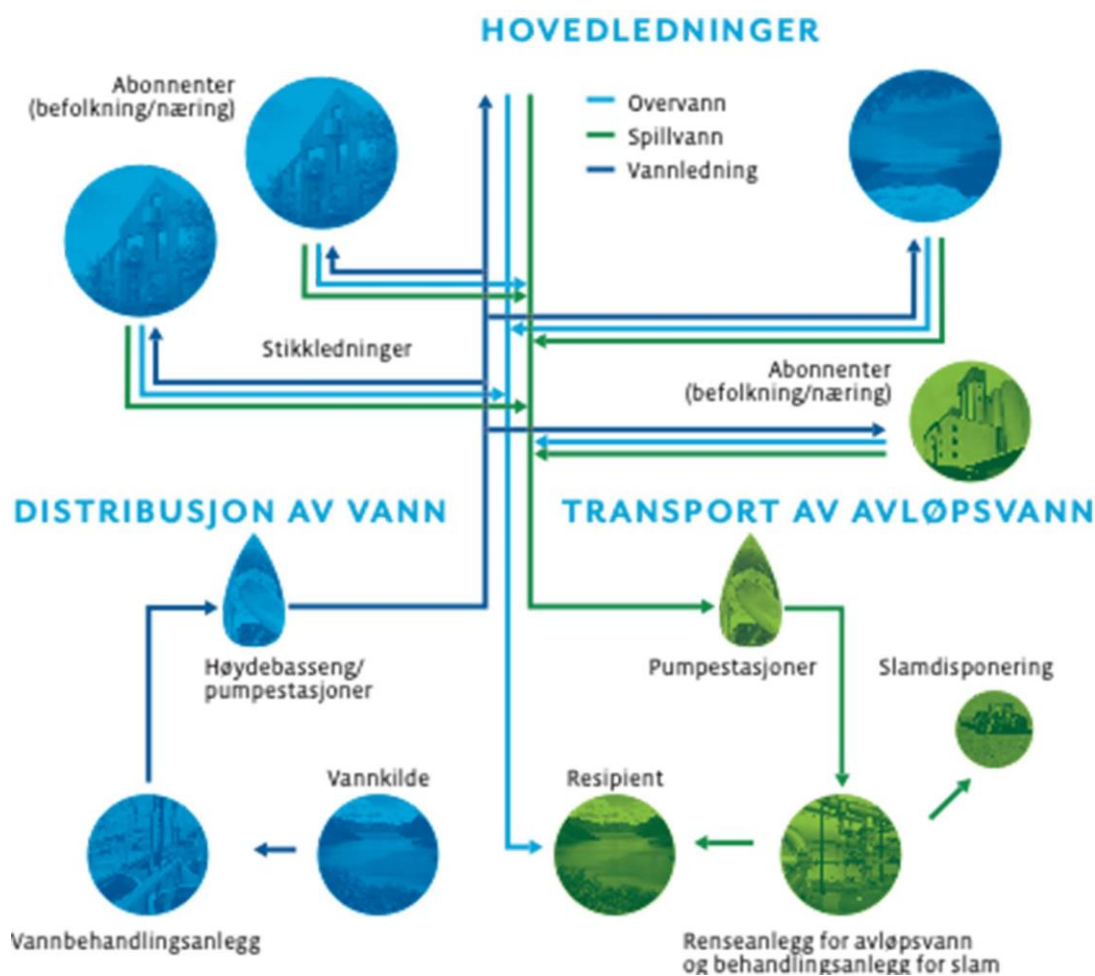 HOVEDLEDNINGER
Abonnenter
(befolkning/næring)
Overvann
Spillvann
Vannledning
Stikkledninger
Abonnenter
(befolkning/næring)
DISTRIBUSJON AV VANN
TRANSPORT AV AVLØPSVANN
Høydebasseng/
pumpestasjoner
Pumpestasjoner
Slamdisponering
Vannkilde
Resipient
Vannbehandlingsanlegg
Renseanlegg for avløpsvann
og behandlingsanlegg for slam